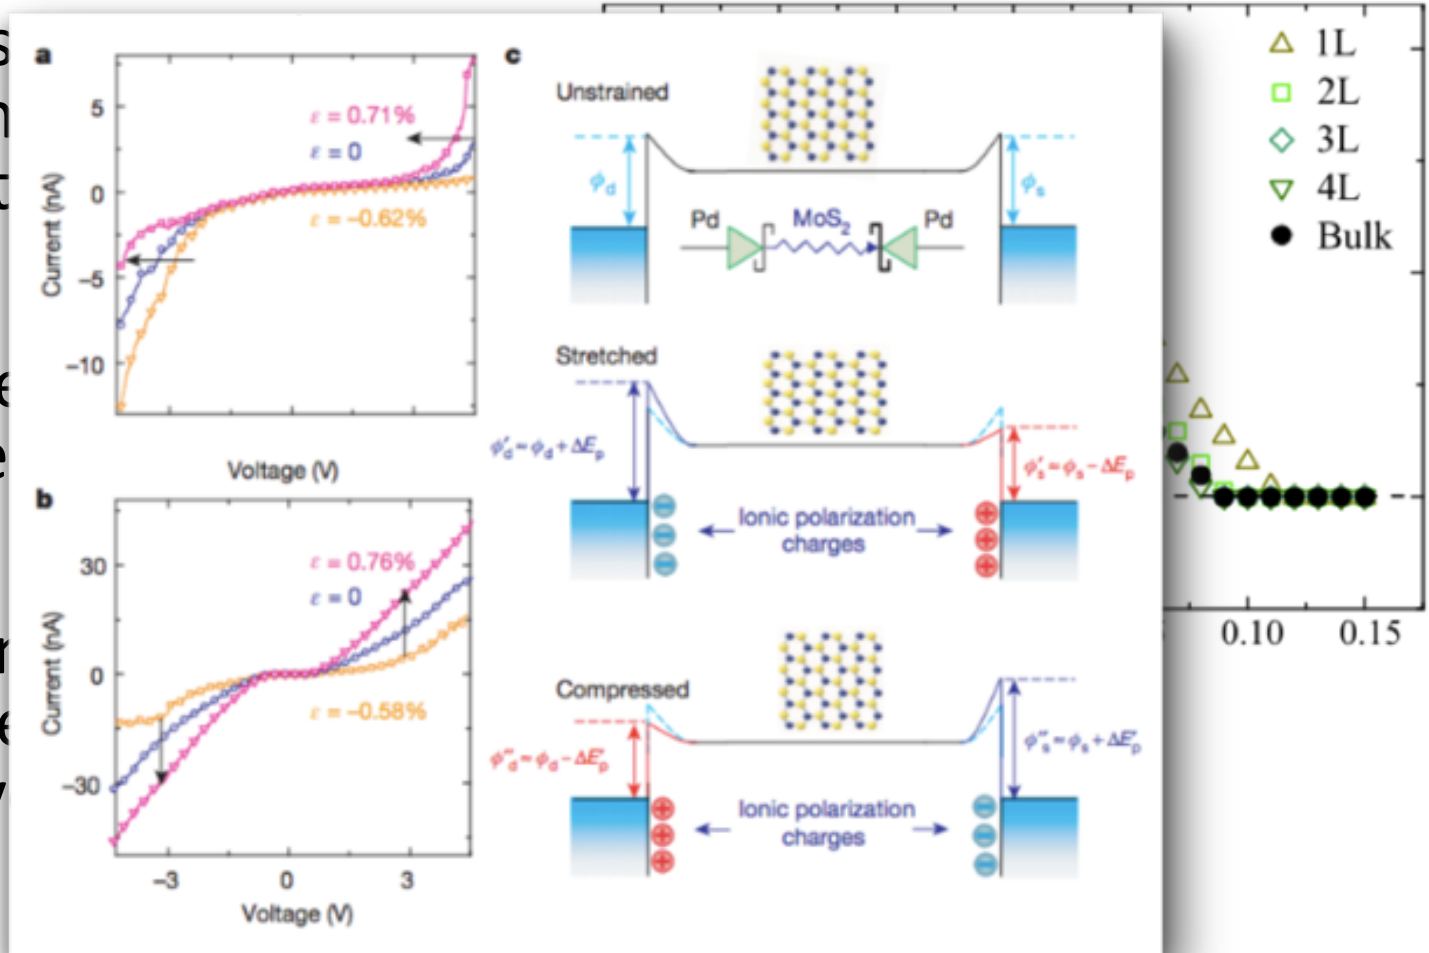 a
5
0
−5
−10
Current (nA)
ε = 0.71%
ε = 0
ε = −0.62%
Voltage (V)
b
30
0
−30
Current (nA)
ε = 0.76%
ε = 0
ε = −0.58%
−3 0 3
Voltage (V)
c
Unstrained
ϕd
ϕs
Pd MoS2 Pd
Stretched
ϕ′d ≈ ϕd + ΔEp
ϕ′s ≈ ϕs − ΔEp
Ionic polarization
charges
Compressed
ϕ″d ≈ ϕd − ΔE′p
ϕ″s ≈ ϕs + ΔE′p
Ionic polarization
charges
1L
2L
3L
4L
Bulk
0.10 0.15